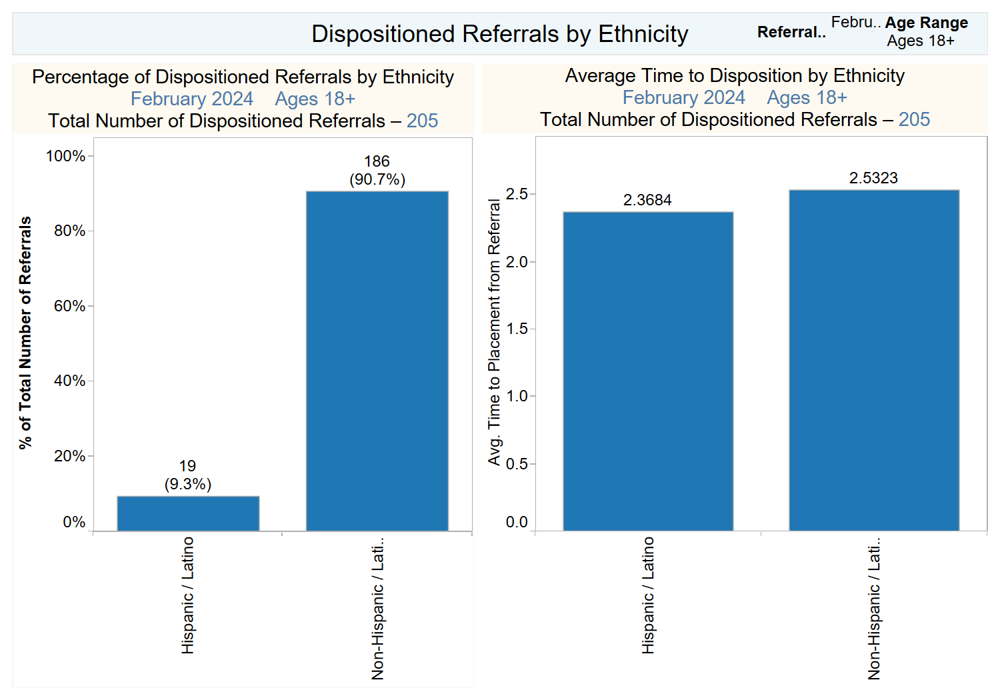 Dispositioned Referrals by Ethnicity
Referral..
Febru..
Age Range
Ages 18+
Percentage of Dispositioned Referrals by Ethnicity
February 2024 Ages 18+
Total Number of Dispositioned Referrals – 205
% of Total Number of Referrals
100%
80%
60%
40%
20%
0%
19
(9.3%)
186
(90.7%)
Hispanic / Latino
Non-Hispanic / Lati..
Average Time to Disposition by Ethnicity
February 2024 Ages 18+
Total Number of Dispositioned Referrals – 205
Avg. Time to Placement from Referral
2.5
2.0
1.5
1.0
0.5
0.0
2.3684
2.5323
Hispanic / Latino
Non-Hispanic / Lati..